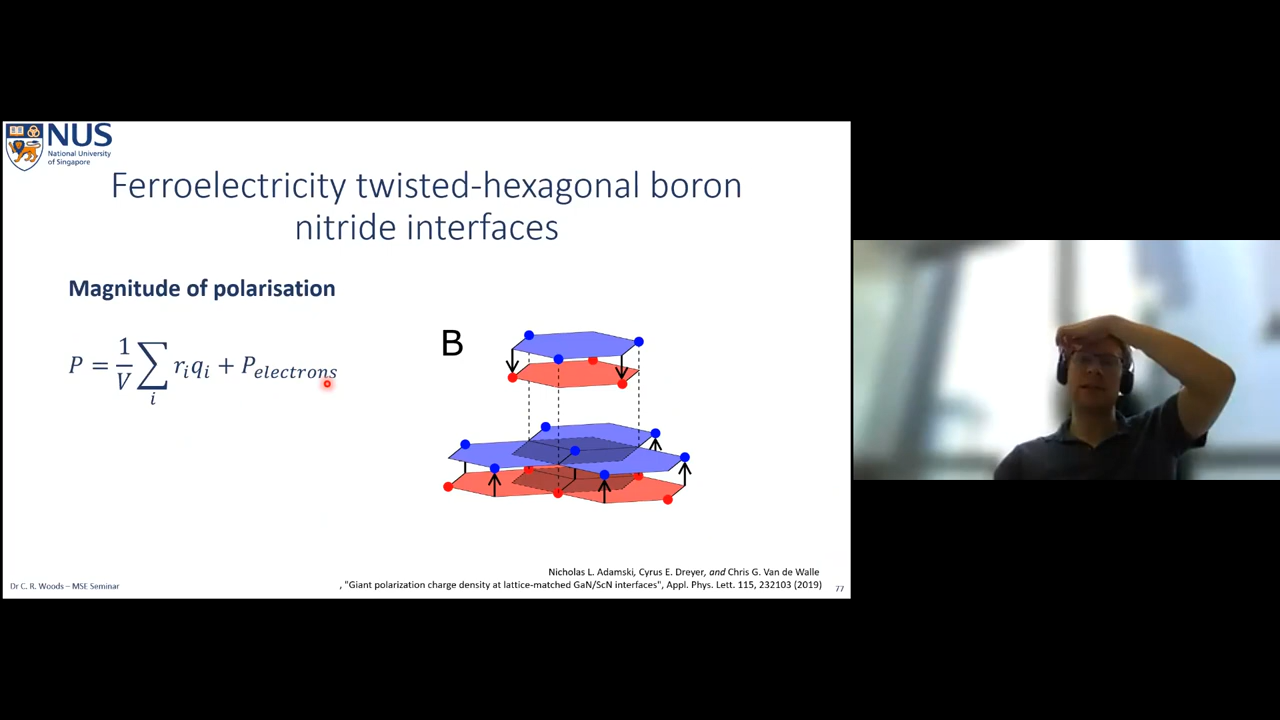 NUS
National University
of Singapore
Ferroelectricity twisted-hexagonal boron
nitride interfaces
Magnitude of polarisation
P = 1/V ∑_i r_i q_i + P_electrons
B
Nicholas L. Adamski, Cyrus E. Dreyer, and Chris G. Van de Walle
, "Giant polarization charge density at lattice-matched GaN/ScN interfaces", Appl. Phys. Lett. 115, 232103 (2019)
Dr C. R. Woods – MSE Seminar
77